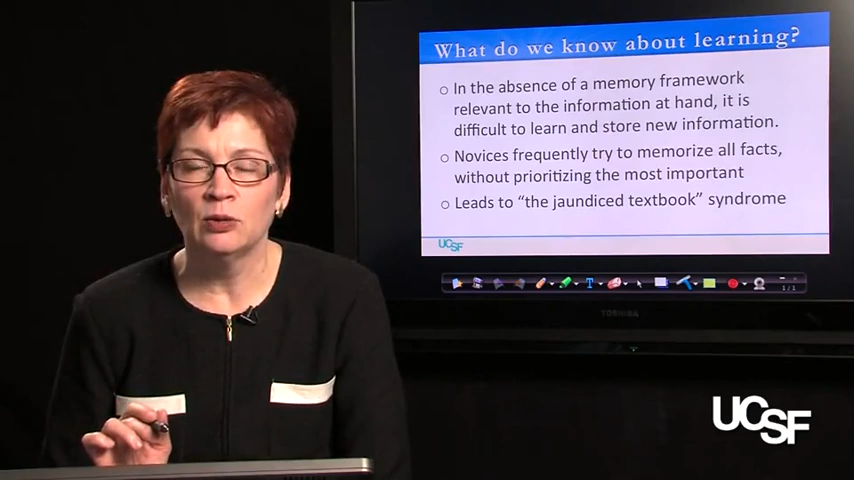 What do we know about learning?
In the absence of a memory framework
relevant to the information at hand, it is
difficult to learn and store new information.
Novices frequently try to memorize all facts,
without prioritizing the most important
Leads to “the jaundiced textbook” syndrome
UCSF
T
1/1
TOSHIBA
UCSF